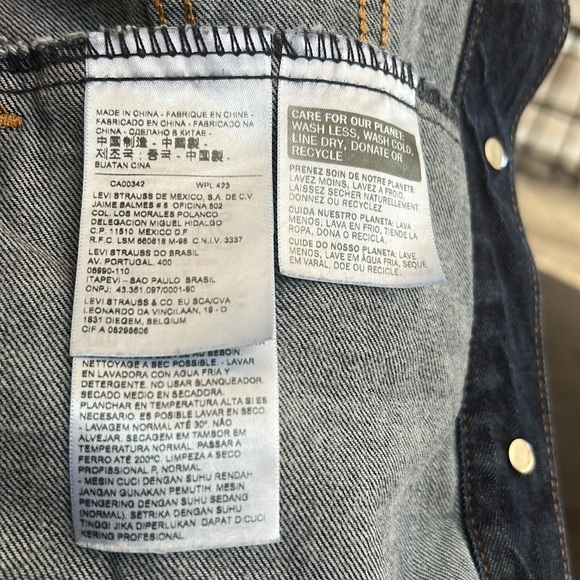 MADE IN CHINA - FABRIQUE EN CHINE -
FABRICADO EN CHINA - FABRICADO NA
CHINA - СДЕЛАНО В КИТАЕ -
中国制造 - 中國製 -
제조국: 중국 - 中国製 -
BUATAN CINA
CA00342 WPL 423
LEVI STRAUSS DE MEXICO, S.A. DE C.V.
JAIME BALMES # 8 OFICINA 502
COL. LOS MORALES POLANCO
DELEGACION MIGUEL HIDALGO
C.P. 11510 MEXICO D.F
R.F.C. LSM 860818 M-98 C.N.I.V. 3337
LEVI STRAUSS DO BRASIL
AV. PORTUGAL. 400
06690-110
ITAPEVI - SAO PAULO BRASIL
CNPJ: 43.351.097/0001-90
LEVI STRAUSS & CO. EU SCA/CVA
LEONARDO DA VINCILAAN, 19 - D
1831 DIEGEM, BELGIUM
CIF A 08295606
AU BESOIN.
NETTOYAGE A SEC POSSIBLE. - LAVAR
EN LAVADORA CON AGUA FRIA Y
DETERGENTE. NO USAR BLANQUEADOR.
SECADO MEDIO EN SECADORA.
PLANCHAR EN TEMPERATURA ALTA SI ES
NECESARIO. ES POSIBLE LAVAR EN SECO.
- LAVAGEM NORMAL ATÉ 30º. NÃO
ALVEJAR. SECAGEM EM TAMBOR EM
TEMPERATURA NORMAL. PASSAR A
FERRO ATÉ 200ºC. LIMPEZA A SECO
PROFISSIONAL P, NORMAL.
- MESIN CUCI DENGAN SUHU RENDAH
JANGAN GUNAKAN PEMUTIH. MESIN
PENGERING DENGAN SUHU SEDANG
(NORMAL). SETRIKA DENGAN SUHU
TINGGI JIKA DIPERLUKAN DAPAT D CUCI
KERING PROFESIONAL.
CARE FOR OUR PLANET:
WASH LESS, WASH COLD,
LINE DRY, DONATE OR
RECYCLE
PRENEZ SOIN DE NOTRE PLANETE:
LAVEZ MOINS, LAVEZ À FROID,
LAISSEZ SÉCHER NATURELLEMENT
DONNEZ OU RECYCLEZ
CUIDA NUESTRO PLANETA: LAVA
MENOS, LAVA EN FRIO, TIENDE LA
ROPA, DONA O RECICLA.
CUIDE DO NOSSO PLANETA: LAVE
MENOS, LAVE EM ÁGUA FRIA, SEQUE
EM VARAL, DOE OU RECICLE.